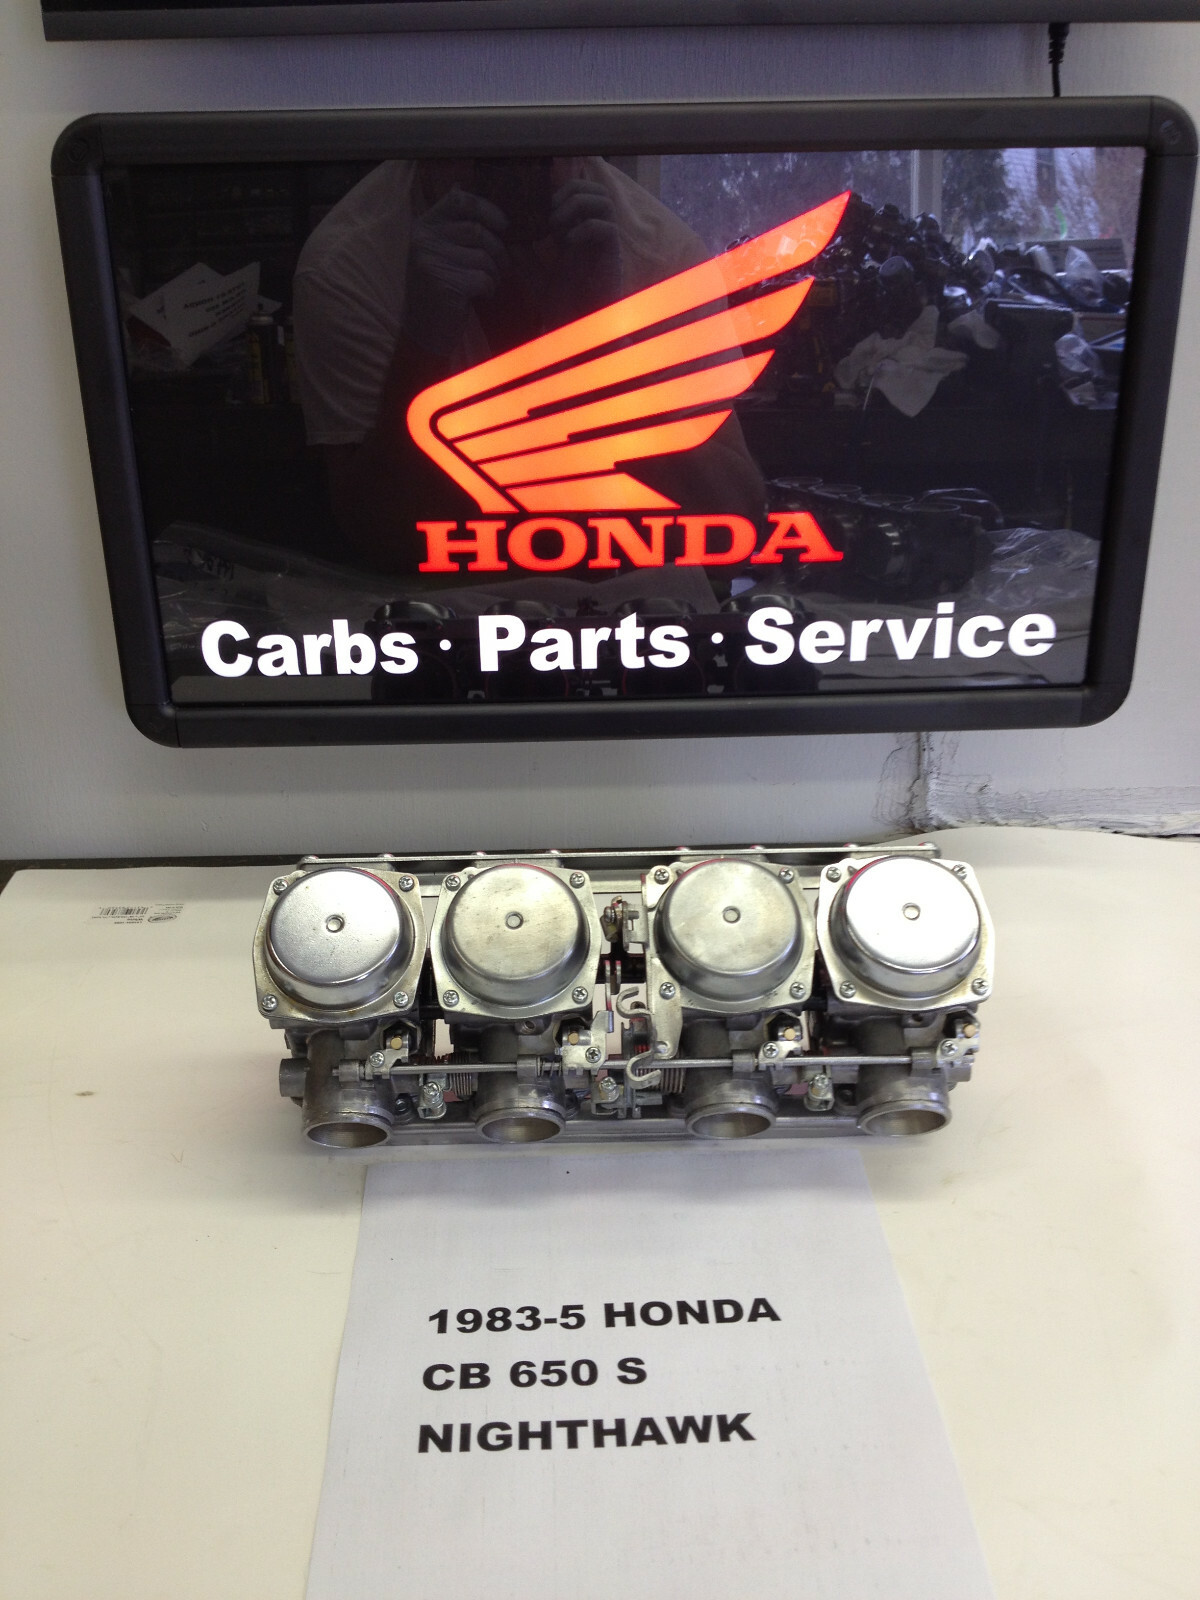 HONDA
Carbs · Parts · Service
1983-5 HONDA
CB 650 S
NIGHTHAWK